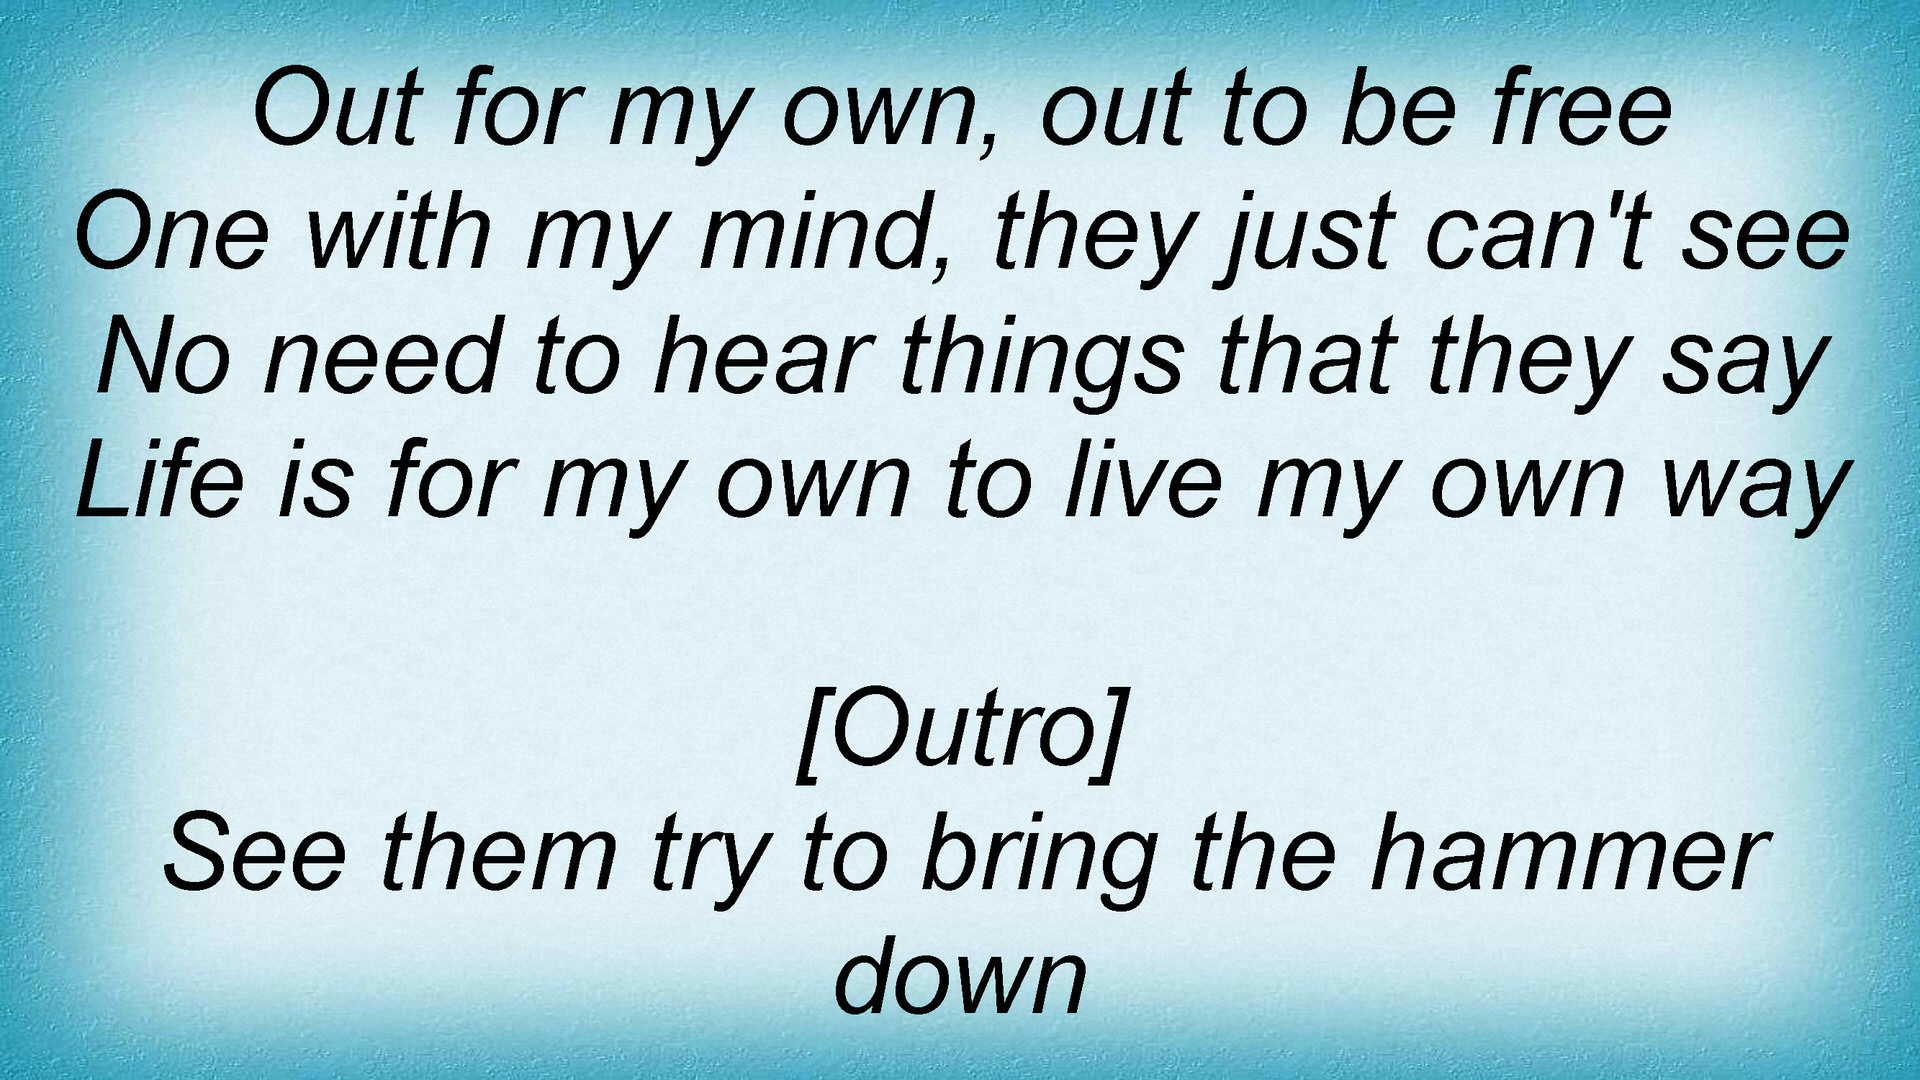 Out for my own, out to be free
One with my mind, they just can't see
No need to hear things that they say
Life is for my own to live my own way
[Outro]
See them try to bring the hammer
down